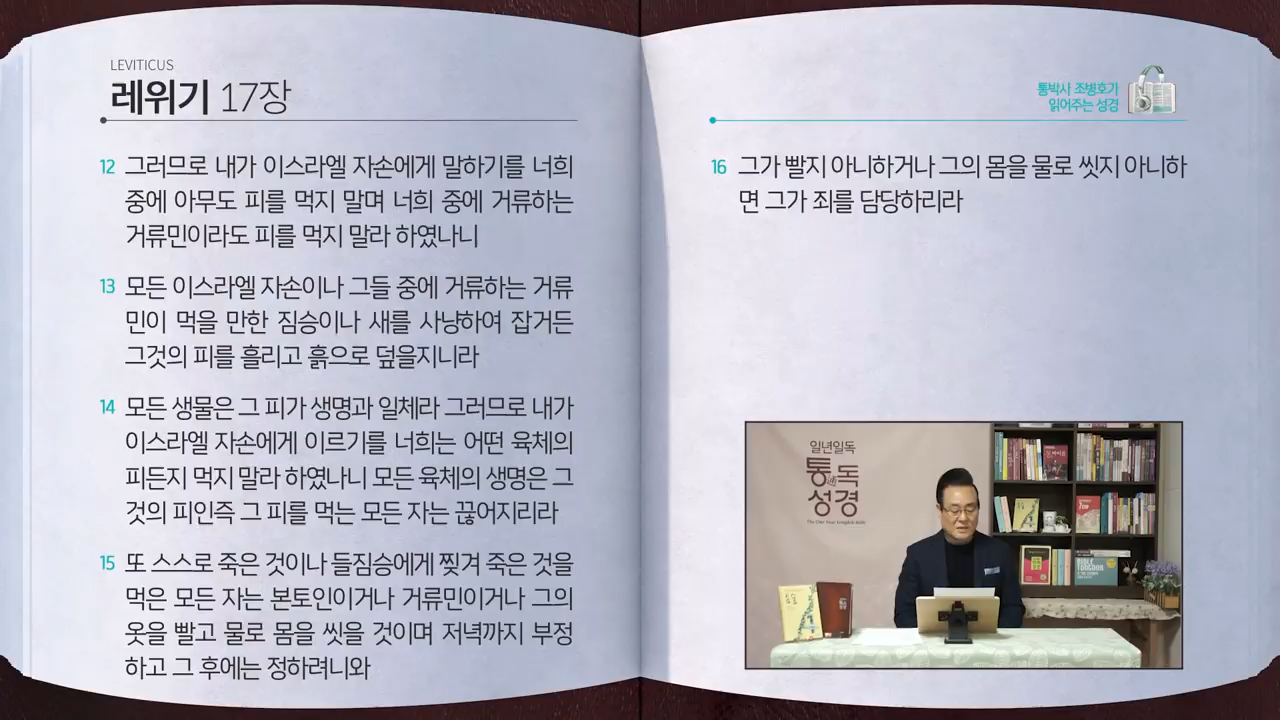 LEVITICUS
레위기 17장
12 그러므로 내가 이스라엘 자손에게 말하기를 너희
중에 아무도 피를 먹지 말며 너희 중에 거류하는
거류민이라도 피를 먹지 말라 하였나니
13 모든 이스라엘 자손이나 그들 중에 거류하는 거류
민이 먹을 만한 짐승이나 새를 사냥하여 잡거든
그것의 피를 흘리고 흙으로 덮을지니라
14 모든 생물은 그 피가 생명과 일체라 그러므로 내가
이스라엘 자손에게 이르기를 너희는 어떤 육체의
피든지 먹지 말라 하였나니 모든 육체의 생명은 그
것의 피인즉 그 피를 먹는 모든 자는 끊어지리라
15 또 스스로 죽은 것이나 들짐승에게 찢겨 죽은 것을
먹은 모든 자는 본토인이거나 거류민이거나 그의
옷을 빨고 물로 몸을 씻을 것이며 저녁까지 부정
하고 그 후에는 정하려니와
통박사 조병호가
읽어주는 성경
16 그가 빨지 아니하거나 그의 몸을 물로 씻지 아니하
면 그가 죄를 담당하리라
일년일독
통독
성경
BIBLE
TONGDOK